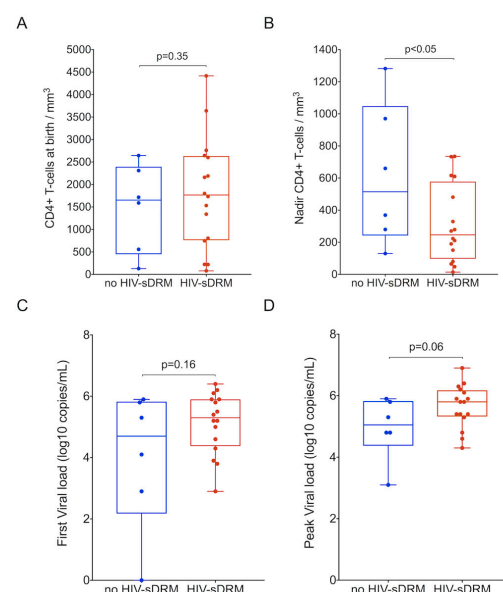 A
p=0.35
CD4+ T-cells at birth / mm³
5000
4500
4000
3500
3000
2500
2000
1500
1000
500
0
no HIV-sDRM HIV-sDRM
B
p<0.05
Nadir CD4+ T-cells / mm³
1400
1200
1000
800
600
400
200
0
no HIV-sDRM HIV-sDRM
C
p=0.16
First Viral load (log10 copies/mL)
8
6
4
2
0
no HIV-sDRM HIV-sDRM
D
p=0.06
Peak Viral load (log10 copies/mL)
8
6
4
2
0
no HIV-sDRM HIV-sDRM